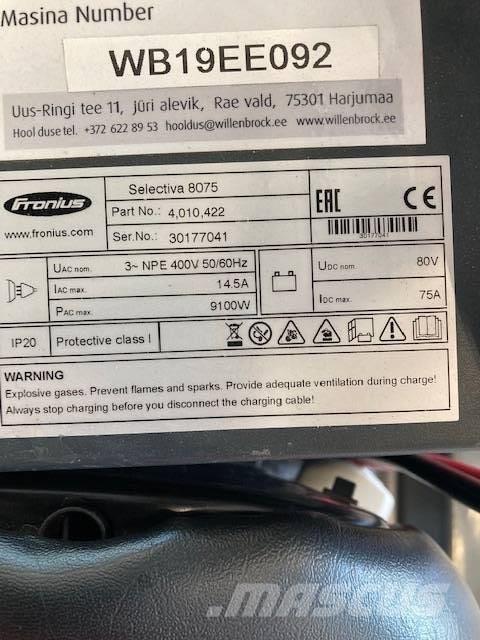 Masina Number
WB19EE092
Uus-Ringi tee 11, jüri alevik, Rae vald, 75301 Harjumaa
Hool duse tel. +372 622 89 53 hooldus@willenbrock.ee www.willenbrock.ee
Fronius
www.fronius.com
Selectiva 8075
Part No.: 4,010,422
Ser.No.: 30177041
EAC CE
30177041
UAC nom. 3~ NPE 400V 50/60Hz
IAC max. 14.5A
PAC max. 9100W
UDC nom. 80V
IDC max. 75A
IP20 Protective class I
WARNING
Explosive gases. Prevent flames and sparks. Provide adequate ventilation during charge!
Always stop charging before you disconnect the charging cable!
MASCUS